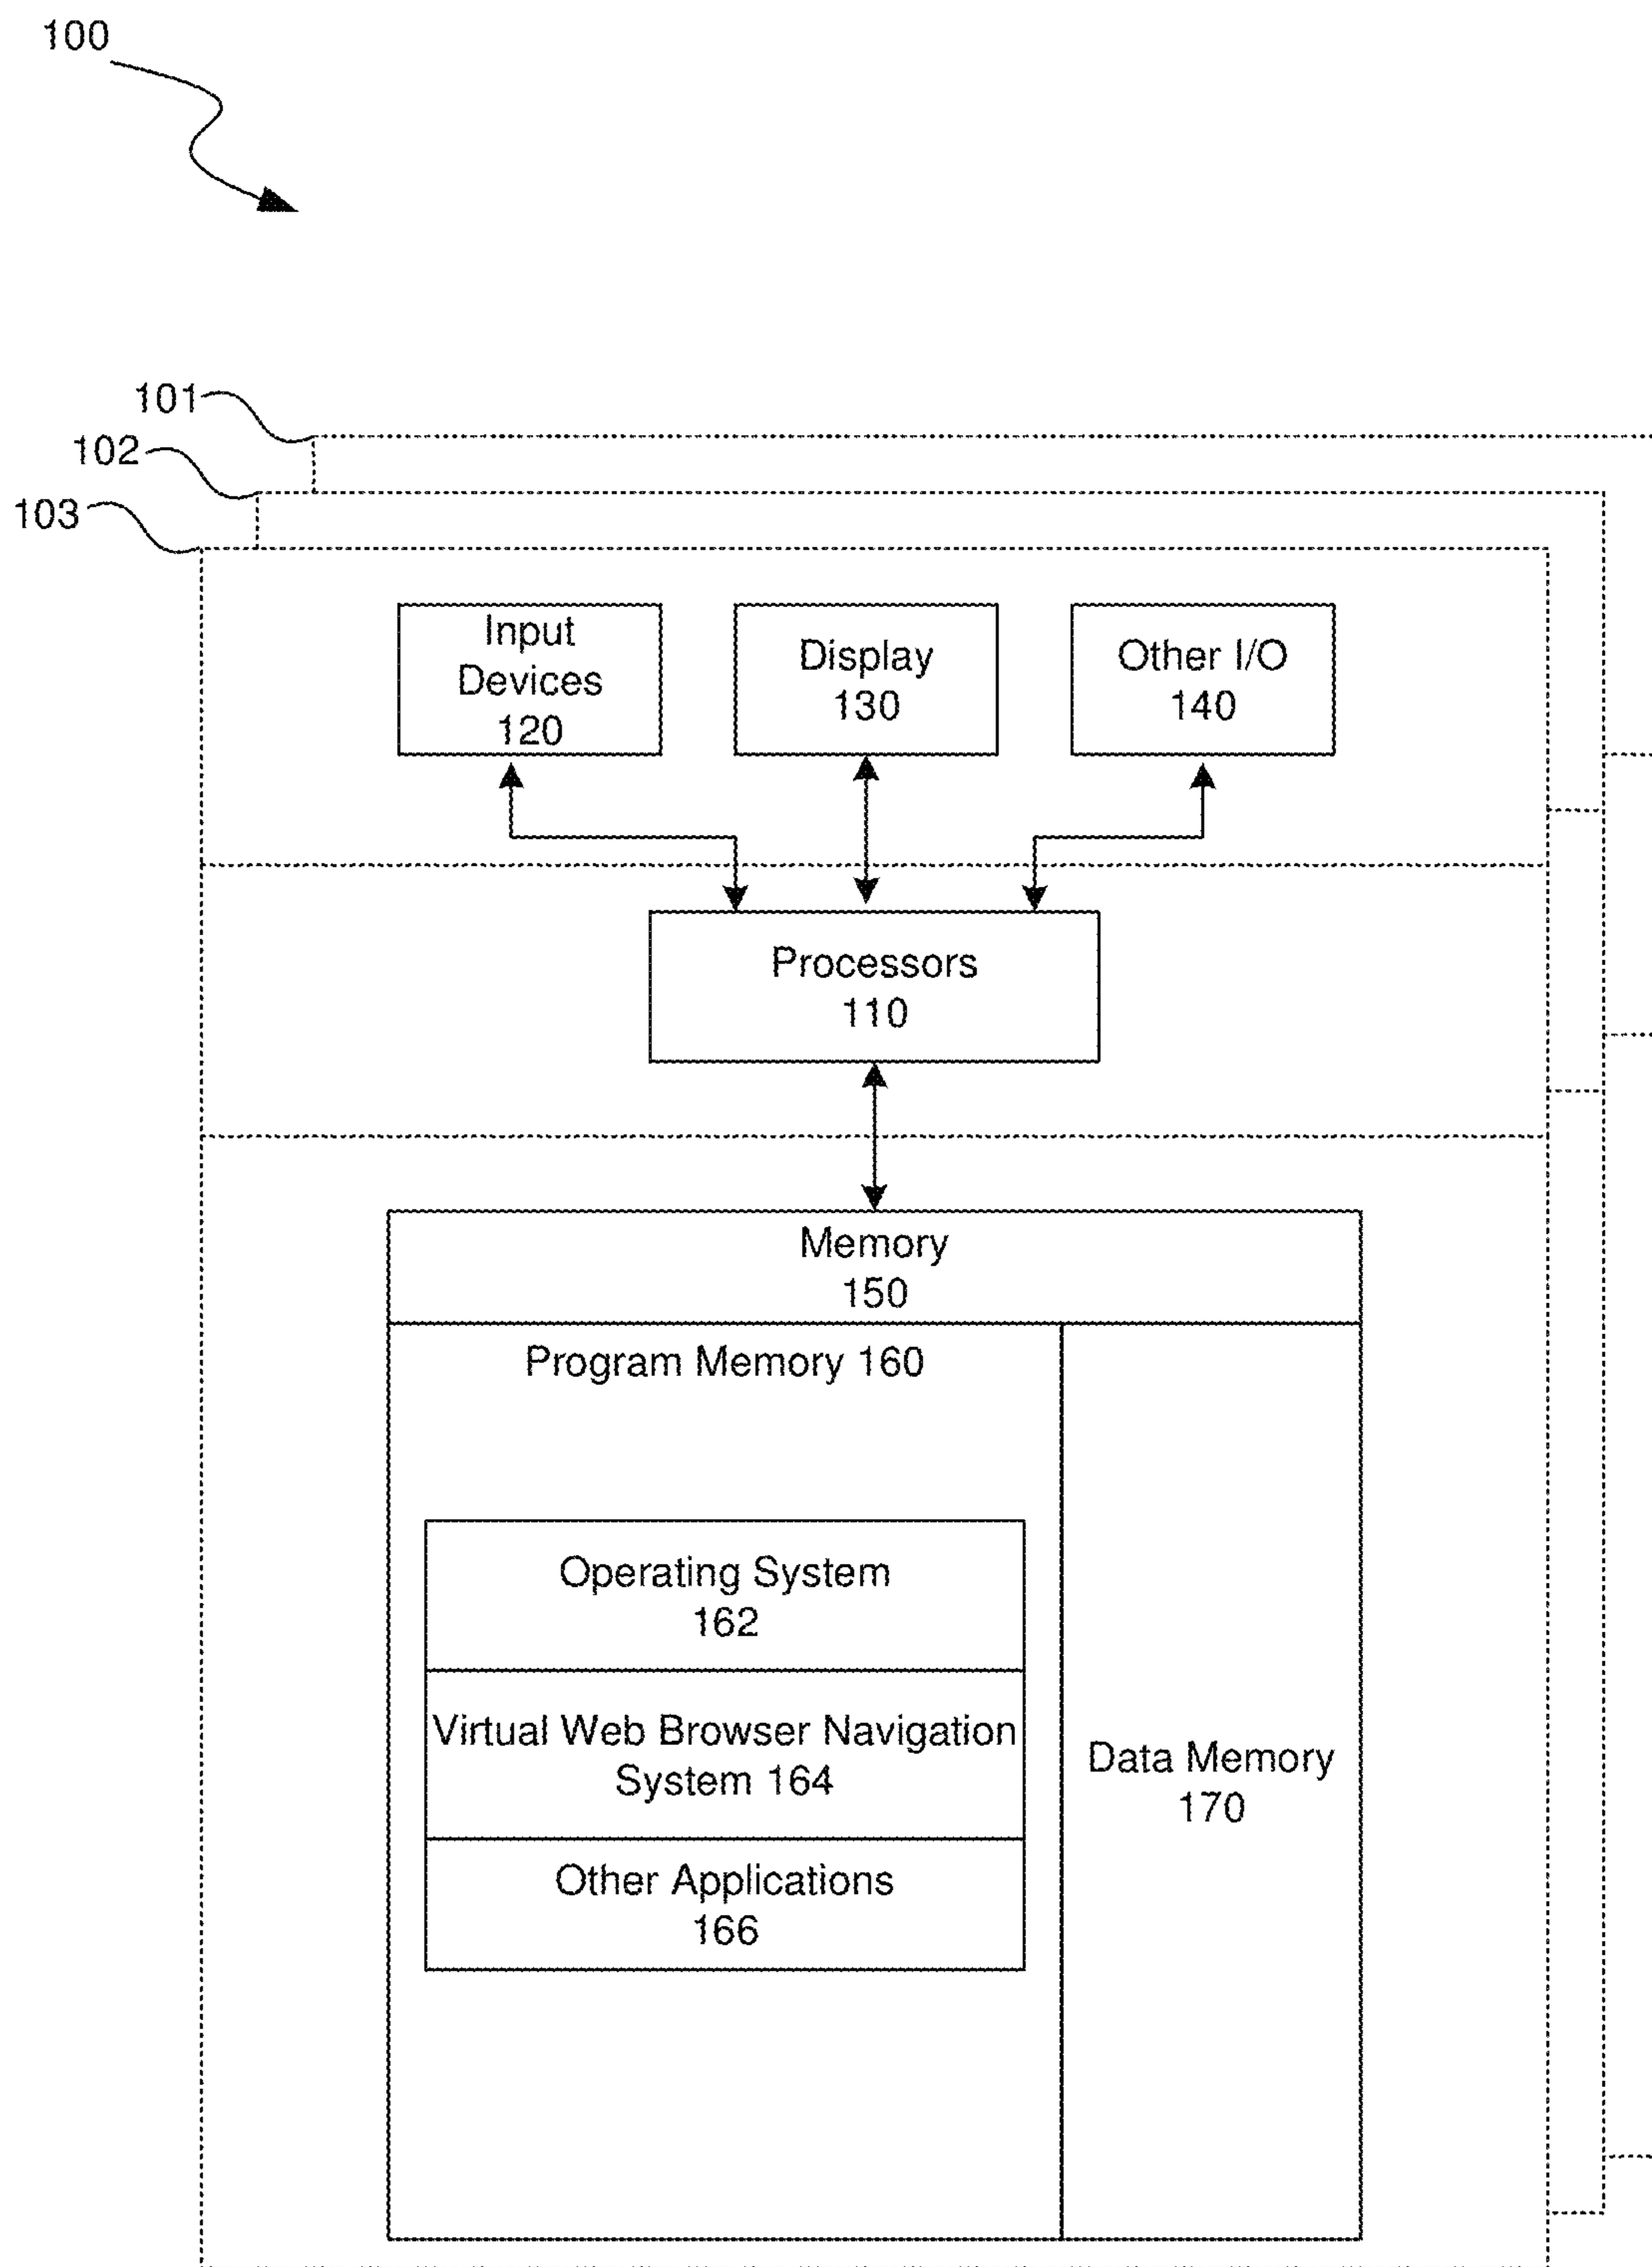 100
101
102
103
Input
Devices
120
Display
130
Other I/O
140
Processors
110
Memory
150
Program Memory 160
Operating System
162
Virtual Web Browser Navigation
System 164
Other Applications
166
Data Memory
170